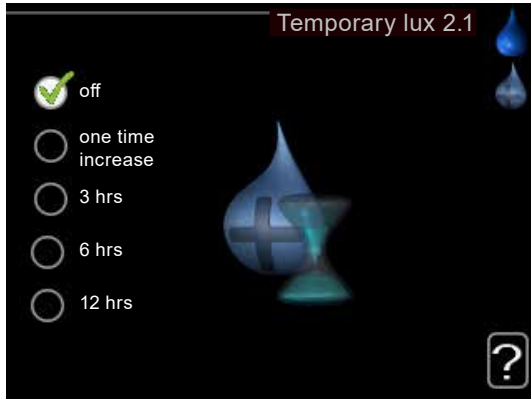 Temporary lux 2.1
off
one time
increase
3 hrs
6 hrs
12 hrs
?